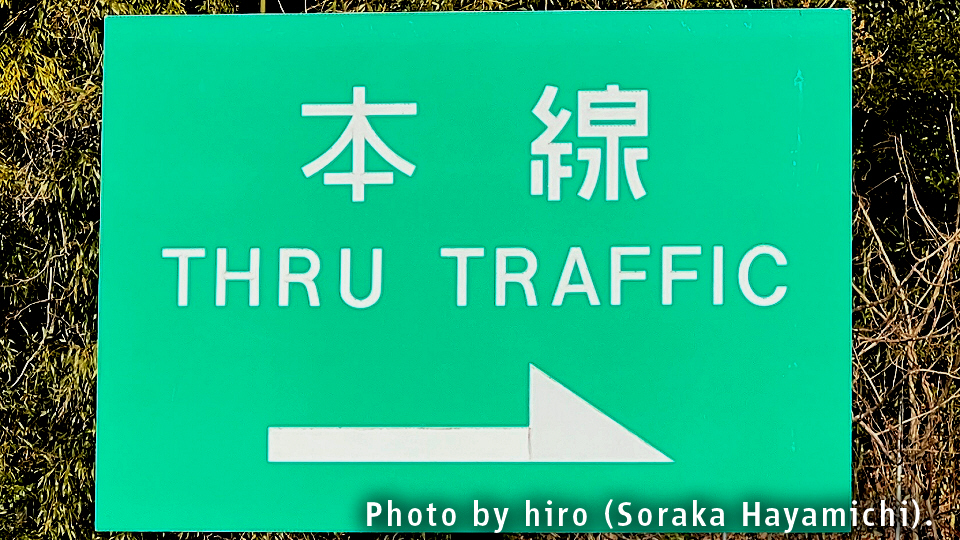 本線
THRU TRAFFIC
Photo by hiro (Soraka Hayamichi).